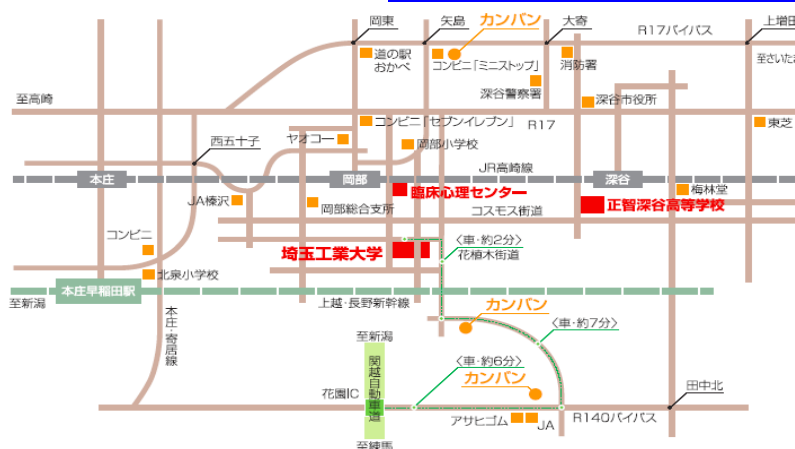 岡東
矢島
カンバン
大寄
上増田
R17バイパス
道の駅
おかべ
コンビニ「ミニストップ」
消防署
至さいたま
深谷警察署
至高崎
深谷市役所
コンビニ「セブンイレブン」
R17
東芝
西五十子
ヤオコー
岡部小学校
JR高崎線
本庄
岡部
深谷
臨床心理センター
梅林堂
JA榛沢
岡部総合支所
コスモス街道
正智深谷高等学校
コンビニ
埼玉工業大学
〈車・約2分〉
花植木街道
北泉小学校
本庄早稲田駅
至新潟
上越・長野新幹線
カンバン
本庄・寄居線
〈車・約7分〉
至新潟
関越自動車道
〈車・約6分〉
カンバン
花園IC
田中北
アサヒゴム
JA
R140バイパス
至練馬